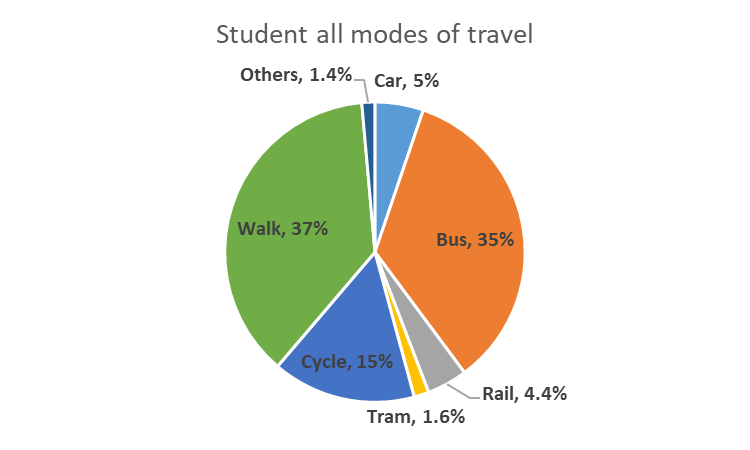 Student all modes of travel
Others, 1.4%
Car, 5%
Walk, 37%
Bus, 35%
Cycle, 15%
Rail, 4.4%
Tram, 1.6%